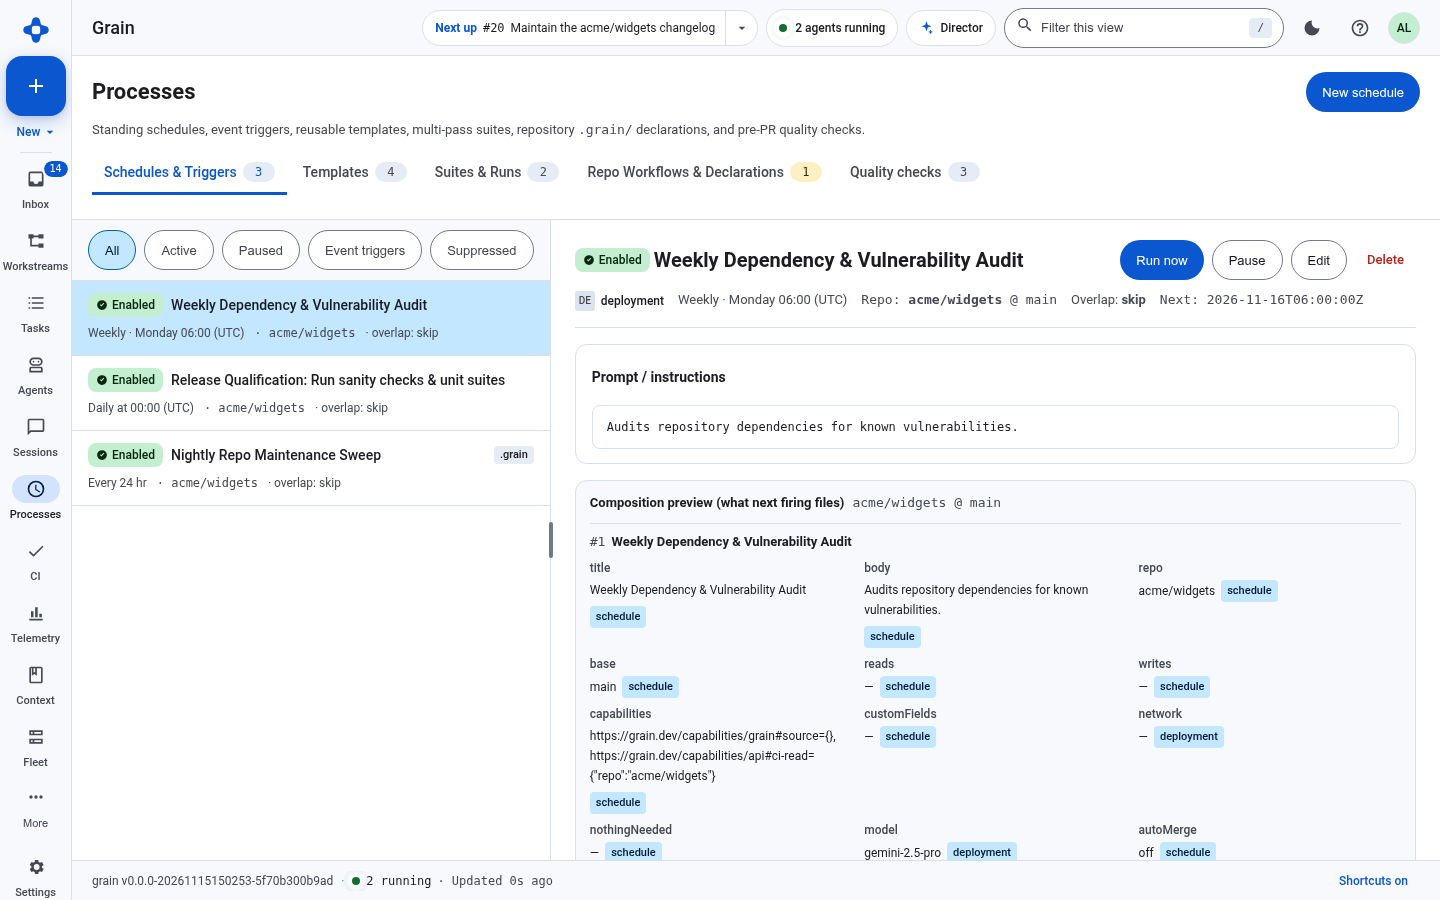 Grain
Next up #20 Maintain the acme/widgets changelog
2 agents running
Director
Filter this view /
AL
New
14
Inbox
Workstreams
Tasks
Agents
Sessions
Processes
CI
Telemetry
Context
Fleet
More
Settings
Processes
New schedule
Standing schedules, event triggers, reusable templates, multi-pass suites, repository .grain/ declarations, and pre-PR quality checks.
Schedules & Triggers 3 Templates 4 Suites & Runs 2 Repo Workflows & Declarations 1 Quality checks 3
All Active Paused Event triggers Suppressed
Enabled Weekly Dependency & Vulnerability Audit
Weekly · Monday 06:00 (UTC) · acme/widgets · overlap: skip
Enabled Release Qualification: Run sanity checks & unit suites
Daily at 00:00 (UTC) · acme/widgets · overlap: skip
Enabled Nightly Repo Maintenance Sweep .grain
Every 24 hr · acme/widgets · overlap: skip
Enabled Weekly Dependency & Vulnerability Audit
Run now Pause Edit Delete
DE deployment Weekly · Monday 06:00 (UTC) Repo: acme/widgets @ main Overlap: skip Next: 2026-11-16T06:00:00Z
Prompt / instructions
Audits repository dependencies for known vulnerabilities.
Composition preview (what next firing files) acme/widgets @ main
#1 Weekly Dependency & Vulnerability Audit
title
Weekly Dependency & Vulnerability Audit
schedule
body
Audits repository dependencies for known
vulnerabilities.
schedule
repo
acme/widgets schedule
base
main schedule
reads
— schedule
writes
— schedule
capabilities
https://grain.dev/capabilities/grain#source={},
https://grain.dev/capabilities/api#ci-read=
{"repo":"acme/widgets"}
schedule
customFields
— schedule
network
— deployment
nothingNeeded
— schedule
model
gemini-2.5-pro deployment
autoMerge
off schedule
grain v0.0.0-20261115150253-5f70b300b9ad · 2 running · Updated 0s ago
Shortcuts on